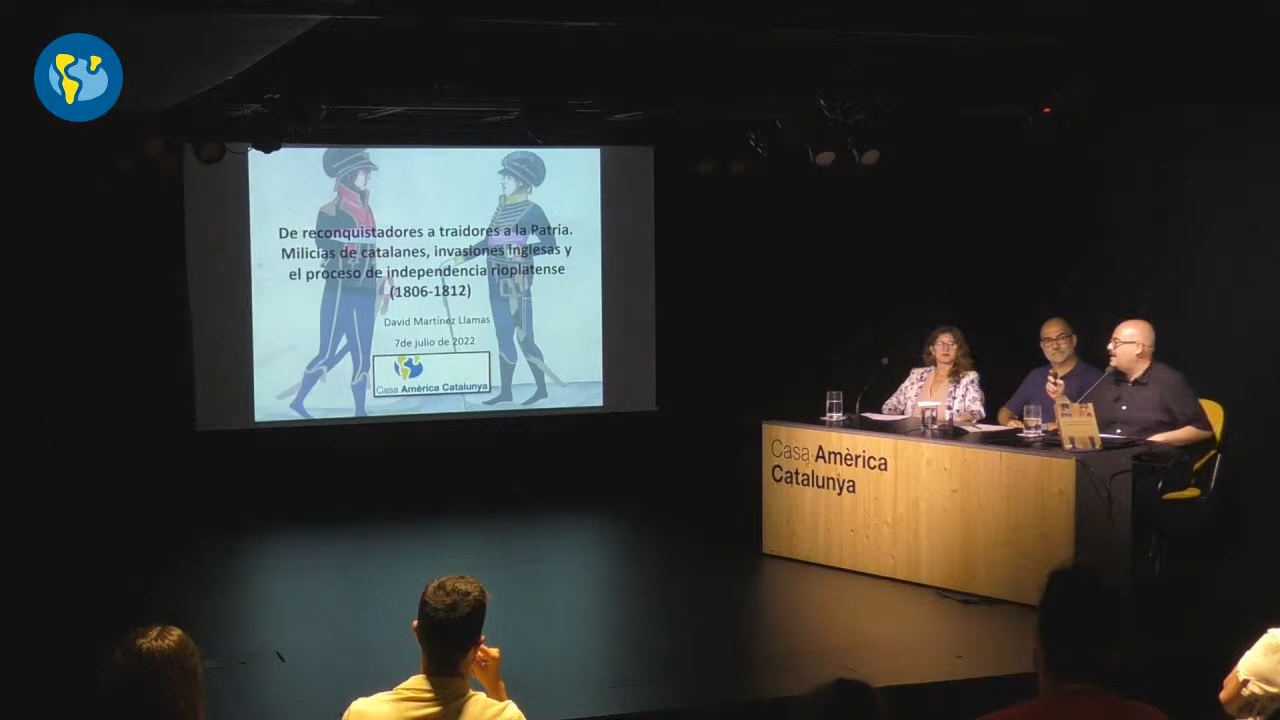 De reconquistadores a traidores a la Patria.
Milicias de catalanes, invasiones inglesas y
el proceso de independencia rioplatense
(1806-1812)
David Martínez Llamas
7de julio de 2022
Casa Amèrica Catalunya
Casa Amèrica
Catalunya